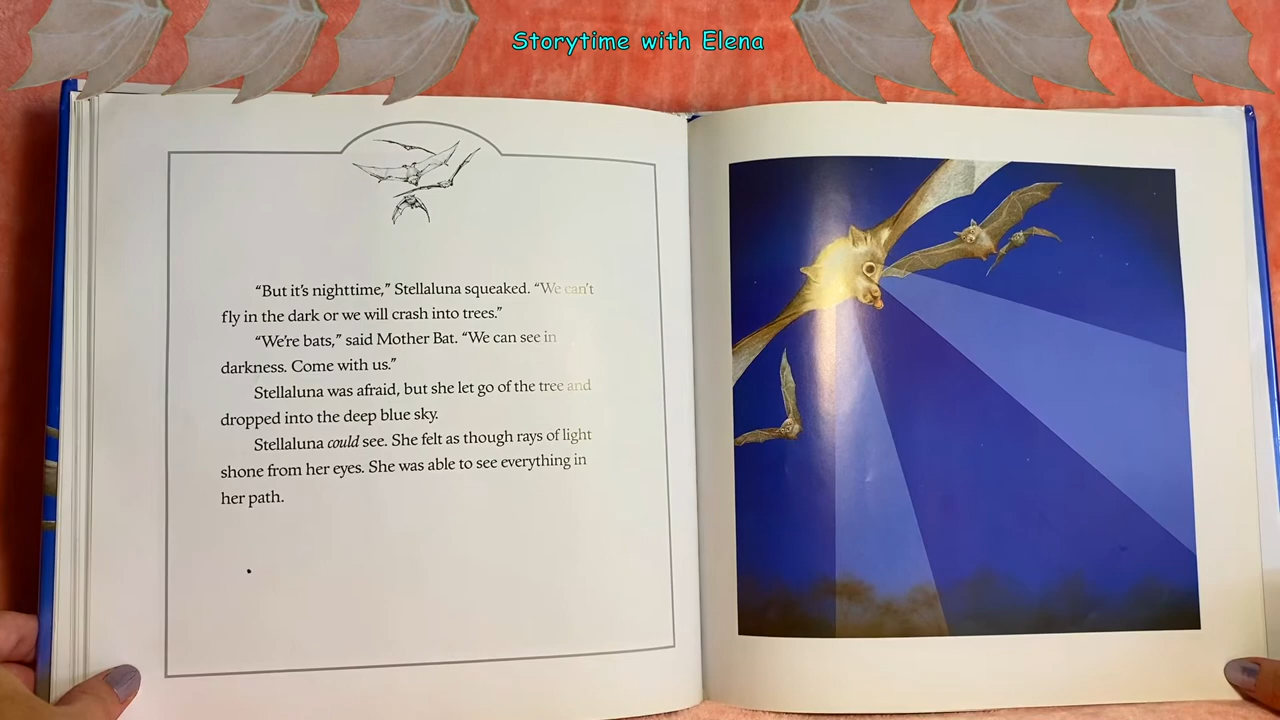 Storytime with Elena
“But it’s nighttime,” Stellaluna squeaked. “We can’t
fly in the dark or we will crash into trees.”
“We’re bats,” said Mother Bat. “We can see in
darkness. Come with us.”
Stellaluna was afraid, but she let go of the tree and
dropped into the deep blue sky.
Stellaluna could see. She felt as though rays of light
shone from her eyes. She was able to see everything in
her path.